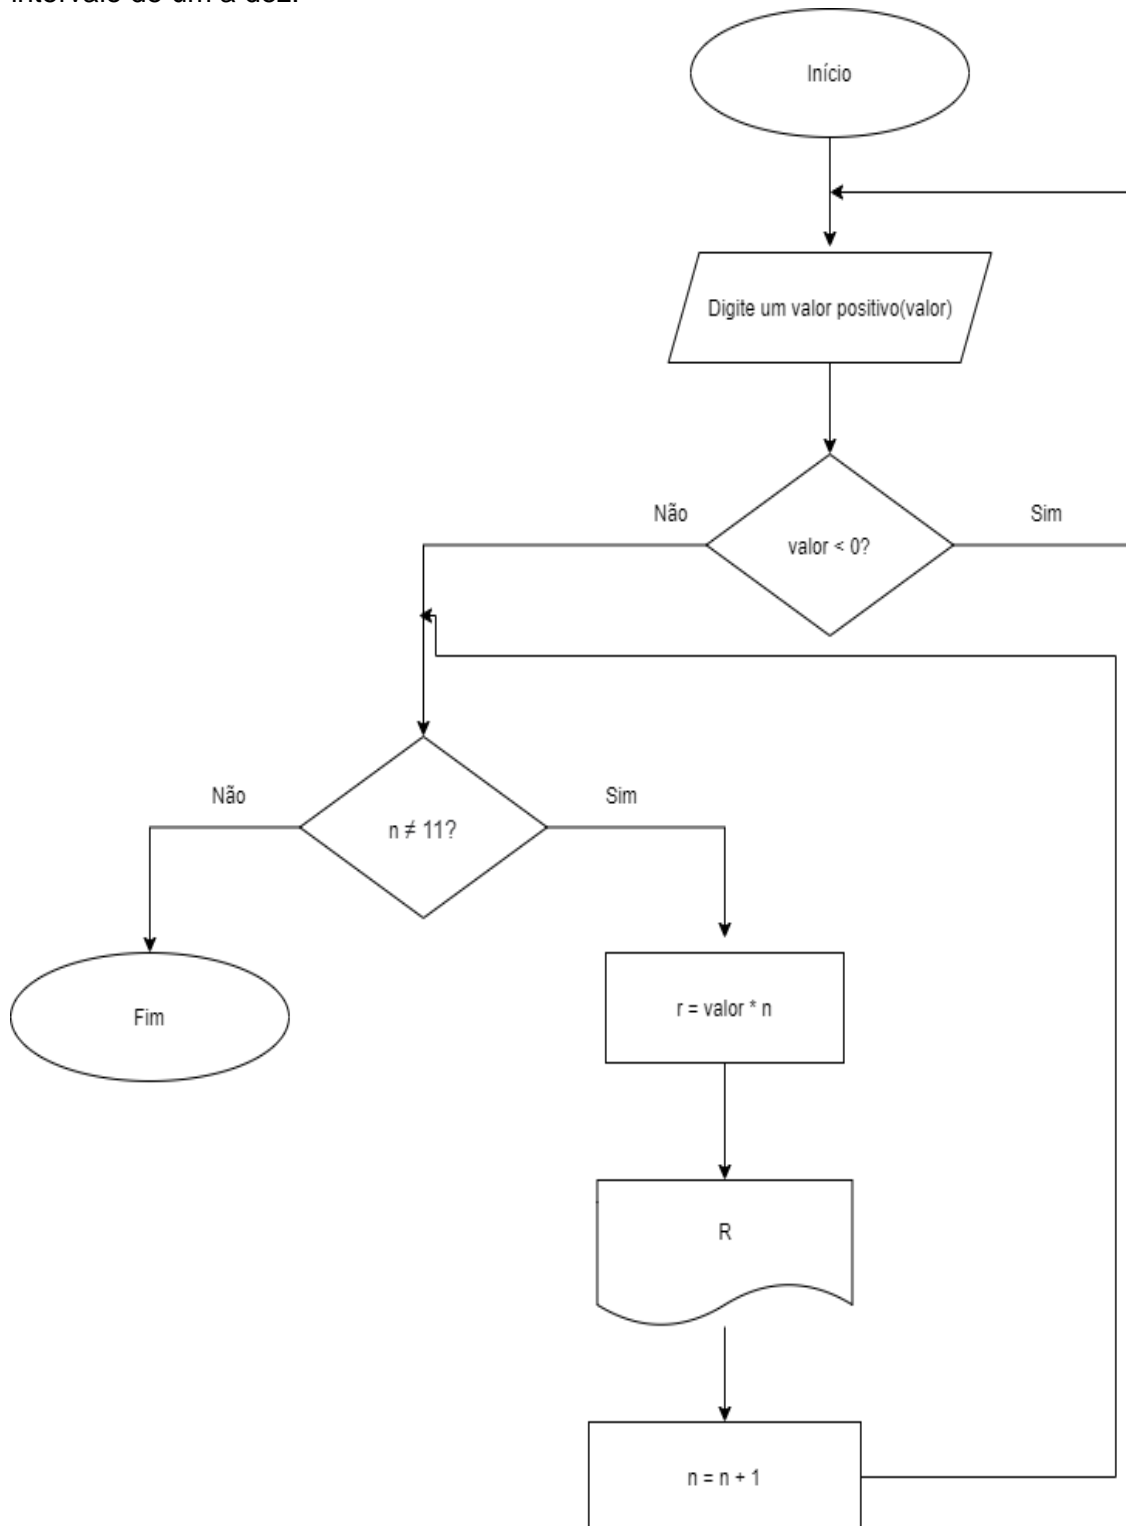 Início
Digite um valor positivo(valor)
Não
Sim
valor < 0?
Não
Sim
n ≠ 11?
Fim
r = valor * n
R
n = n + 1